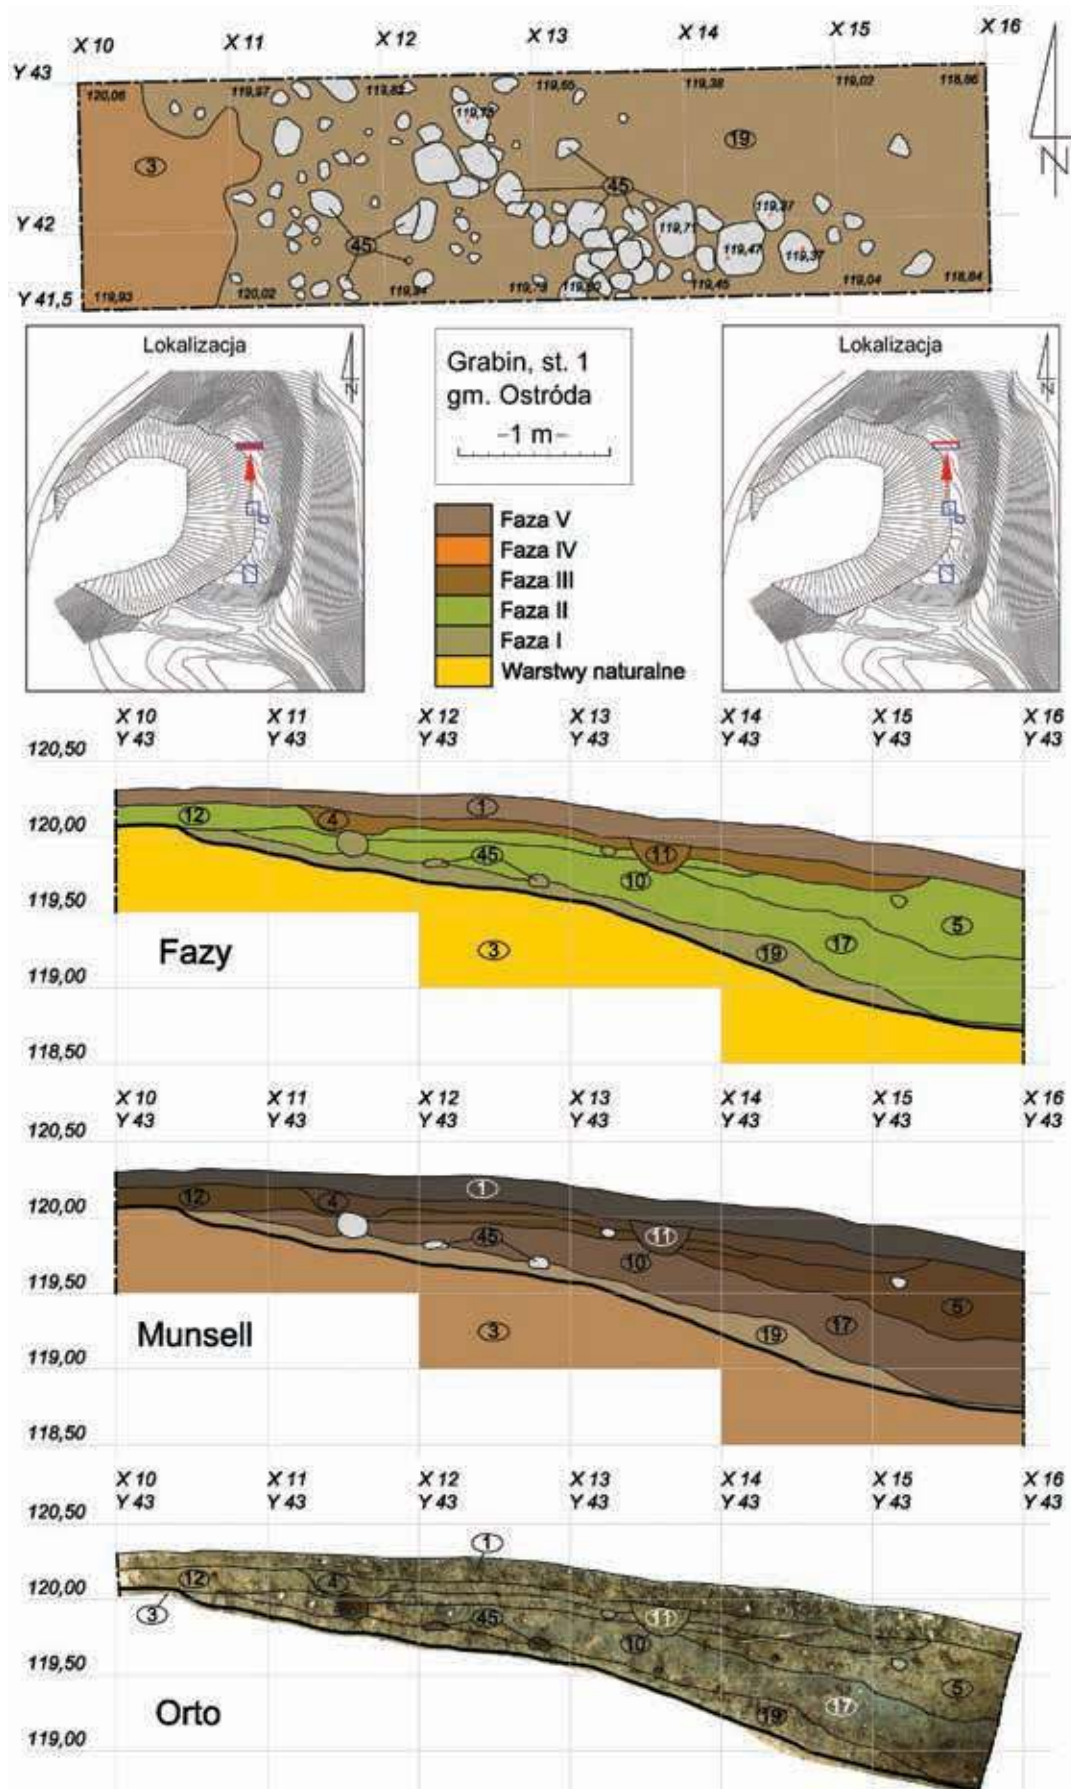 X 10 X 11 X 12 X 13 X 14 X 15 X 16
Y 43
120,06 119,97 119,82 119,75 119,65 119,38 119,02 118,86
3 19
45
Y 42
45 119,71 119,37
119,47 119,37
Y 41,5
119,93 120,02 119,94 119,78 119,60 119,45 119,04 118,84
N
Lokalizacja
N
Grabin, st. 1
gm. Ostróda
-1 m-
Lokalizacja
N
Faza V
Faza IV
Faza III
Faza II
Faza I
Warstwy naturalne
X 10 X 11 X 12 X 13 X 14 X 15 X 16
Y 43 Y 43 Y 43 Y 43 Y 43 Y 43 Y 43
120,50
1
12 4
120,00
45 11
10
119,50
5
17
3 19
Fazy
119,00
118,50
X 10 X 11 X 12 X 13 X 14 X 15 X 16
Y 43 Y 43 Y 43 Y 43 Y 43 Y 43 Y 43
120,50
1
12 4
120,00
45 11
10
119,50
5
17
3 19
Munsell
119,00
118,50
X 10 X 11 X 12 X 13 X 14 X 15 X 16
Y 43 Y 43 Y 43 Y 43 Y 43 Y 43 Y 43
120,50
1
12 4
120,00
3 45 11
10
119,50
5
17
19
Orto
119,00